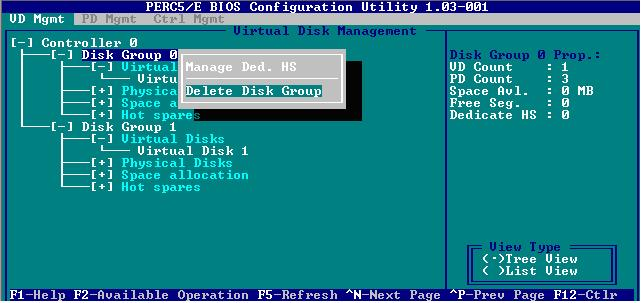 PERC5/E BIOS Configuration Utility 1.03-001
VD Mgmt PD Mgmt Ctrl Mgmt
Virtual Disk Management
[-] Controller 0
[-] Disk Group 0
[-] Virtual
Virtu
[+] Physica
[+] Space a
[+] Hot spares
[-] Disk Group 1
[-] Virtual Disks
Virtual Disk 1
[+] Physical Disks
[+] Space allocation
[+] Hot spares
Manage Ded. HS
Delete Disk Group
Disk Group 0 Prop.:
VD Count : 1
PD Count : 3
Space Avl. : 0 MB
Free Seg. : 0
Dedicate HS : 0
View Type
(·)Tree View
( )List View
F1-Help F2-Available Operation F5-Refresh ^N-Next Page ^P-Prev Page F12-Ctlr